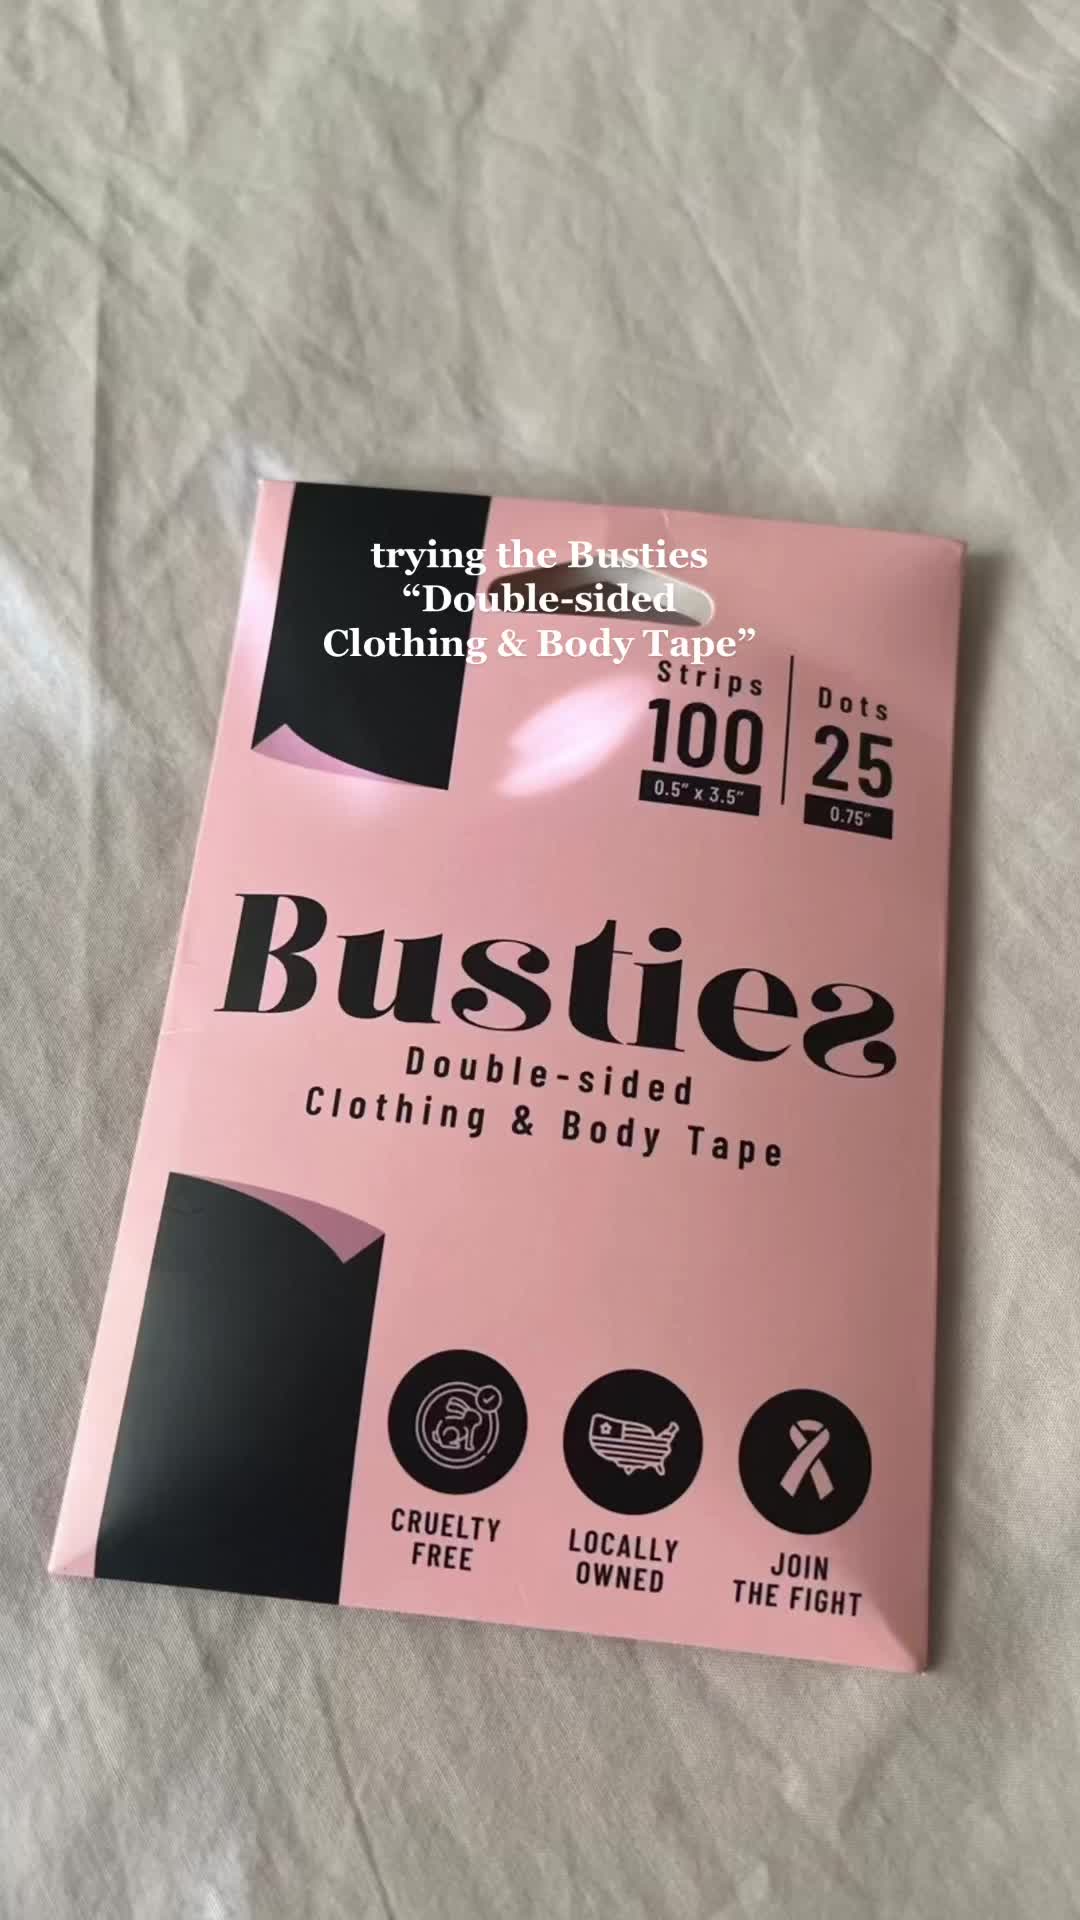 trying the Busties
“Double-sided
Clothing & Body Tape”
Strips
100
0.5" x 3.5"
Dots
25
0.75"
Busties
Double-sided
Clothing & Body Tape
CRUELTY
FREE
LOCALLY
OWNED
JOIN
THE FIGHT